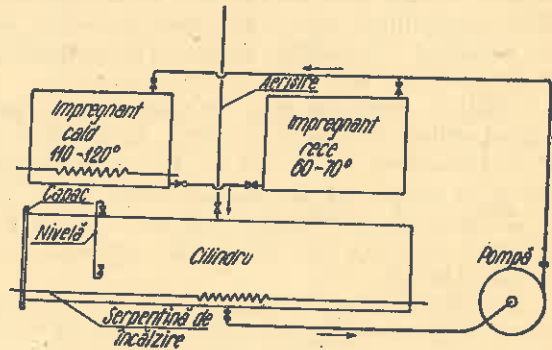 Impregnant
cald
110-120°
Aerisire
Impregnant
rece
60-70°
Capac
Nivelă
Cilindru
Pompă
Serpentină de
încălzire